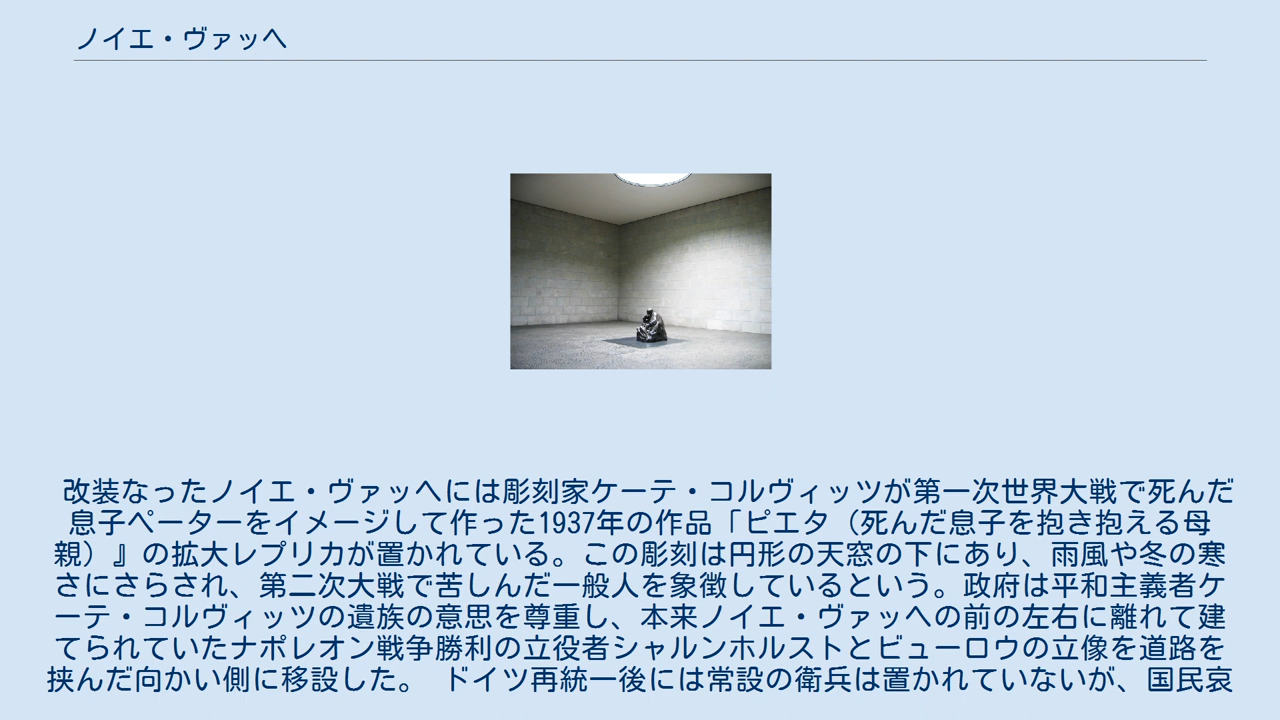 ノイエ・ヴァッヘ
改装なったノイエ・ヴァッヘには彫刻家ケーテ・コルヴィッツが第一次世界大戦で死んだ
息子ペーターをイメージして作った1937年の作品「ピエタ（死んだ息子を抱き抱える母
親）』の拡大レプリカが置かれている。この彫刻は円形の天窓の下にあり、雨風や冬の寒
さにさらされ、第二次大戦で苦しんだ一般人を象徴しているという。政府は平和主義者ケ
ーテ・コルヴィッツの遺族の意思を尊重し、本来ノイエ・ヴァッヘの前の左右に離れて建
てられていたナポレオン戦争勝利の立役者シャルンホルストとビューロウの立像を道路を
挟んだ向かい側に移設した。 ドイツ再統一後には常設の衛兵は置かれていないが、国民哀